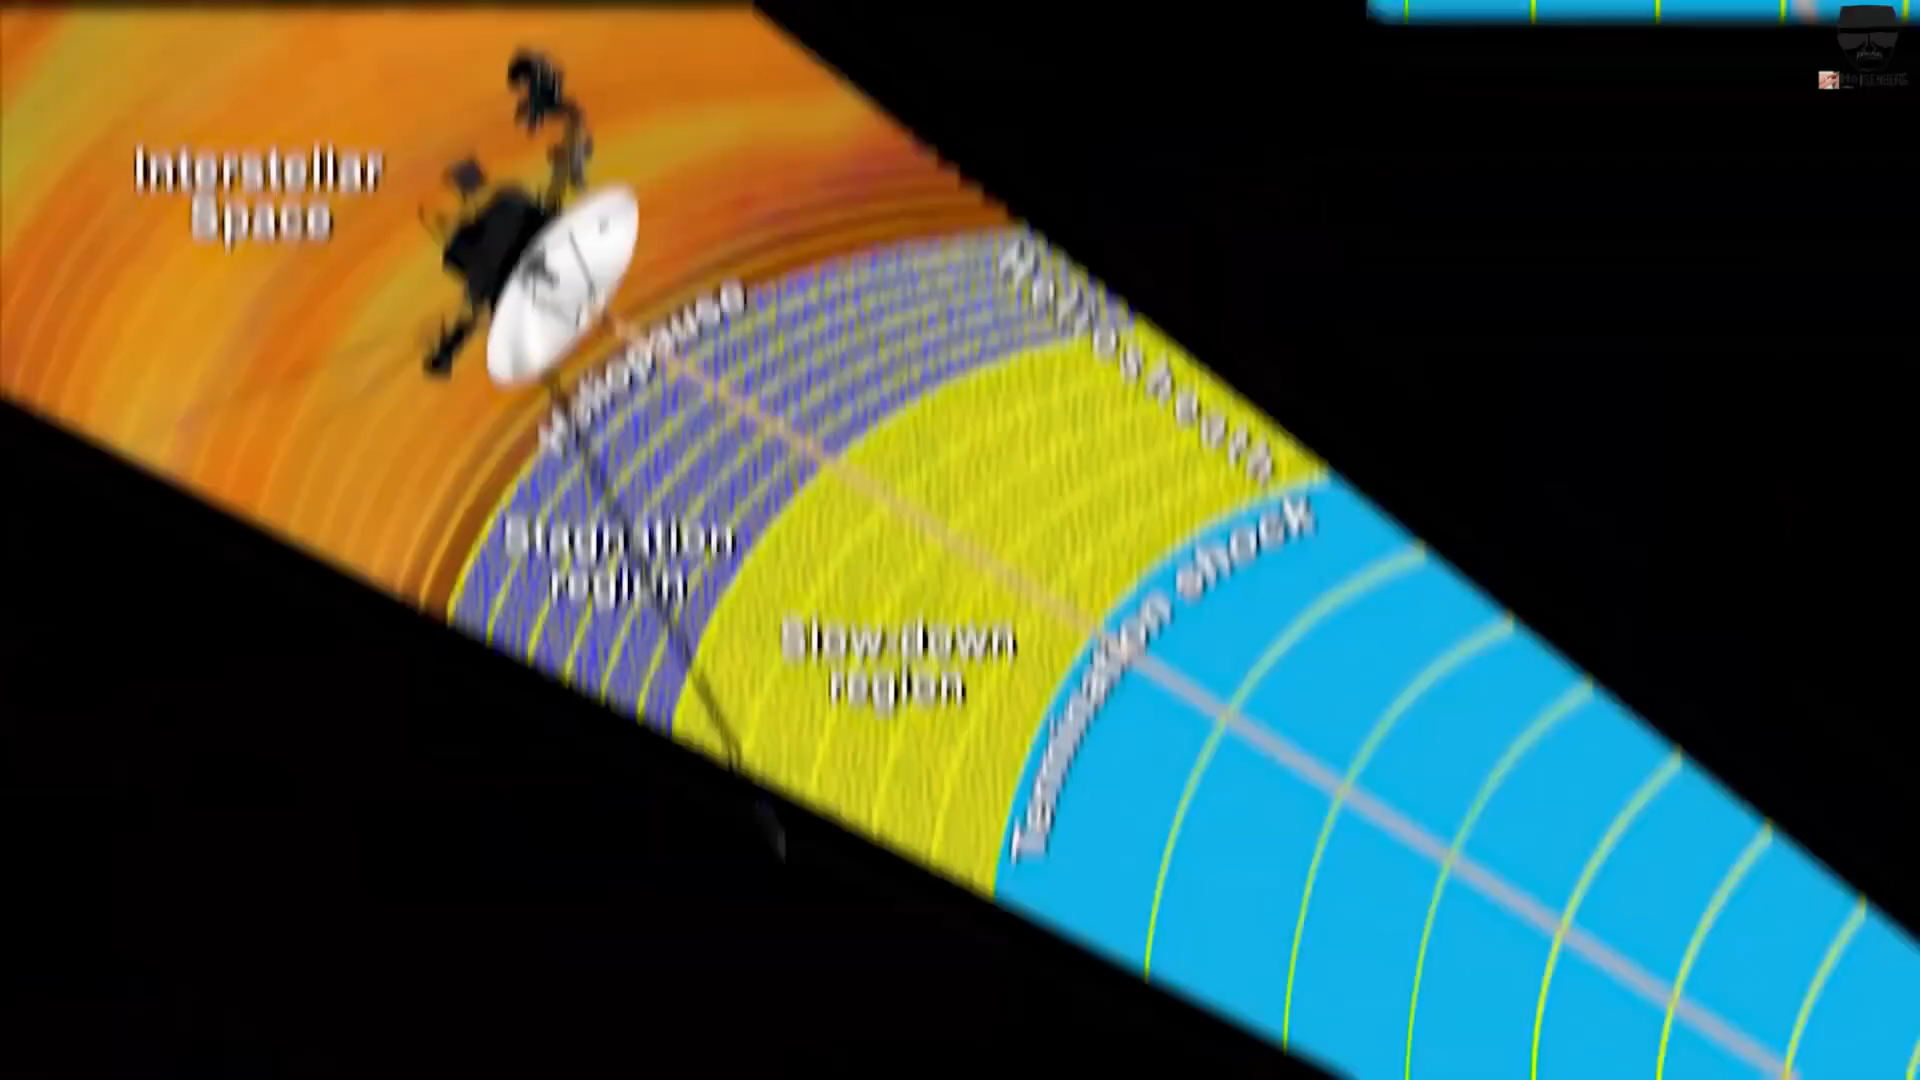 Interstellar
Space
Heliopause
Heliosheath
Stagnation
region
Slow-down
region
Termination shock